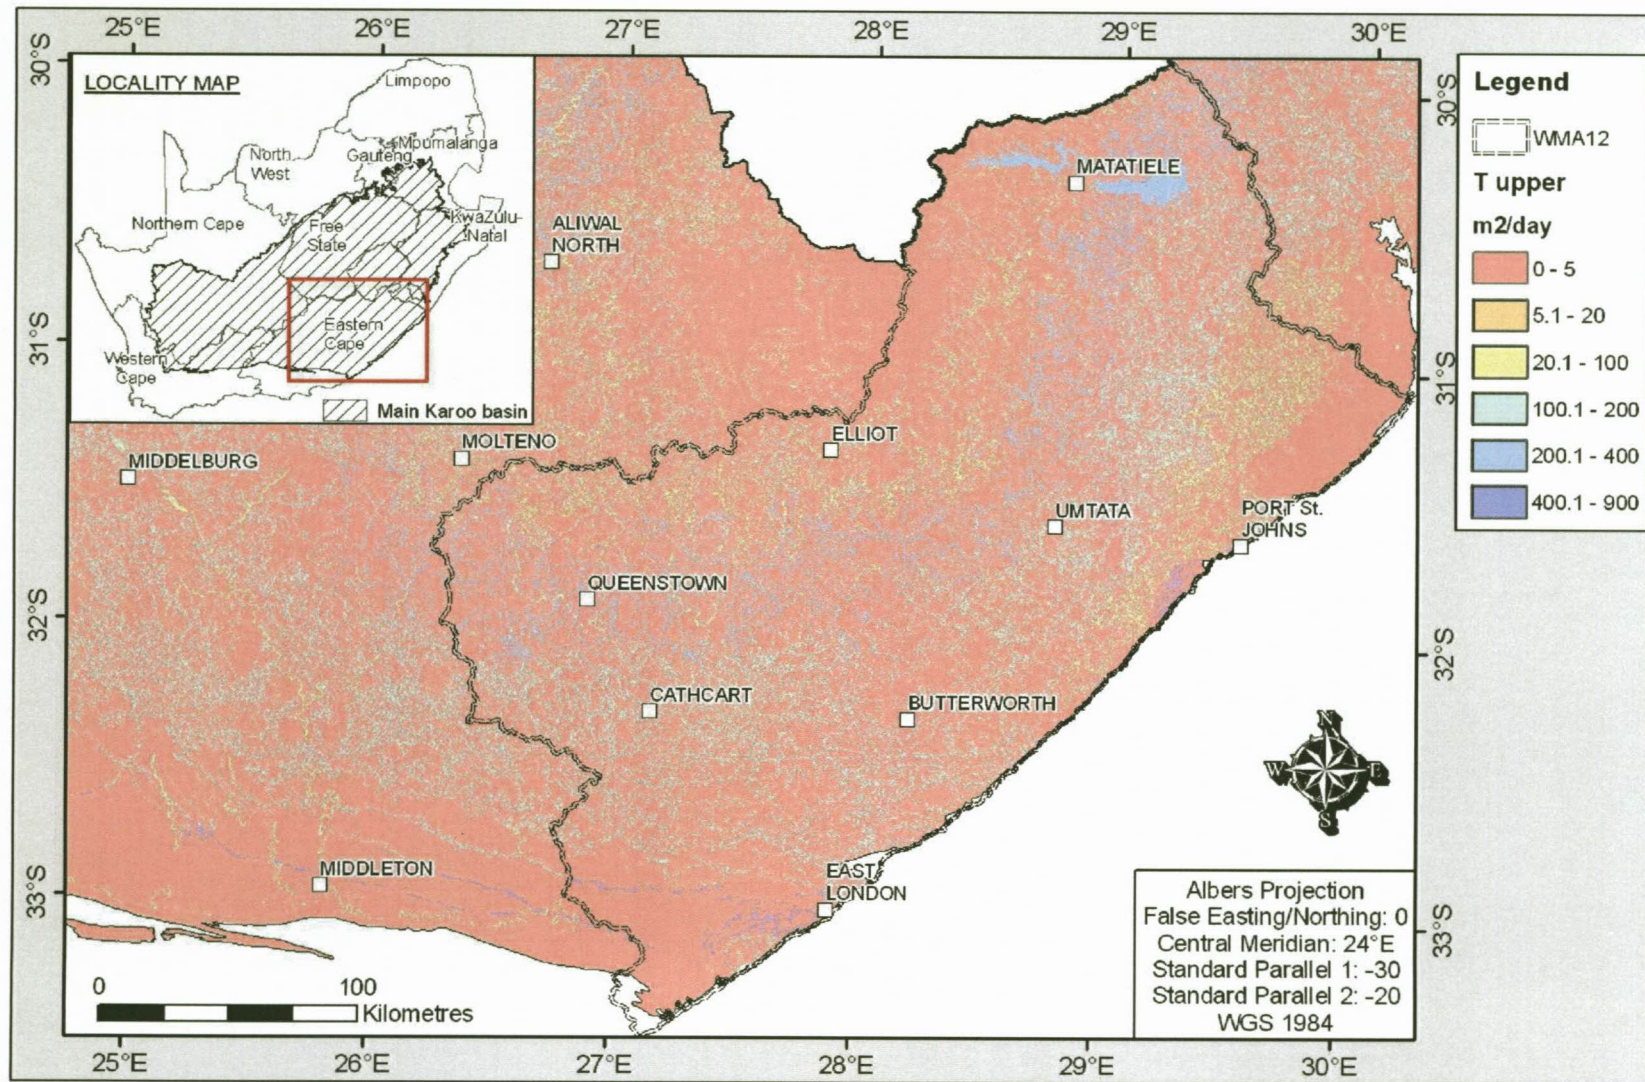 25°E
26°E
27°E
28°E
29°E
30°E
30°S
31°S
32°S
33°S
LOCALITY MAP
Limpopo
Mpumalanga
Gauteng
North
West
Northern Cape
Free
State
KwaZulu-
Natal
Eastern
Cape
Western
Cape
Main Karoo basin
MATATIELE
ALIWAL
NORTH
MOLTENO
ELLIOT
MIDDELBURG
UMTATA
PORT St.
JOHNS
QUEENSTOWN
CATHCART
BUTTERWORTH
MIDDLETON
EAST
LONDON
N
W
E
S
0 100
Kilometres
Albers Projection
False Easting/Northing: 0
Central Meridian: 24°E
Standard Parallel 1: -30
Standard Parallel 2: -20
WGS 1984
30°S
31°S
32°S
33°S
Legend
WMA12
T upper
m2/day
0 - 5
5.1 - 20
20.1 - 100
100.1 - 200
200.1 - 400
400.1 - 900
25°E
26°E
27°E
28°E
29°E
30°E